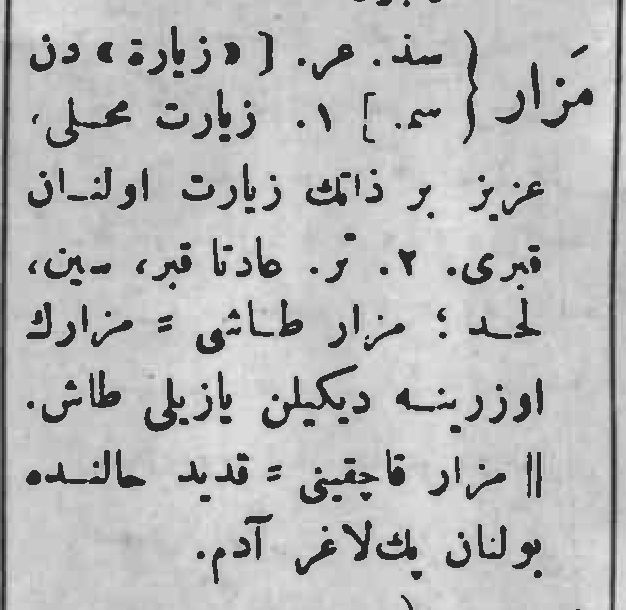 مَزار { سذ. عر. [ « زيارة » دن
سم. ] ١. زيارت محلى،
عزيز بر ذاتك زيارت اولنان
قبرى. ٢. تر. عادتا قبر، سين،
لحد ؛ مزار طاشى = مزارك
اوزرينه ديكيلن يازيلى طاش.
|| مزار قاچقينى = قديد حالنده
بولنان پك لاغر آدم.